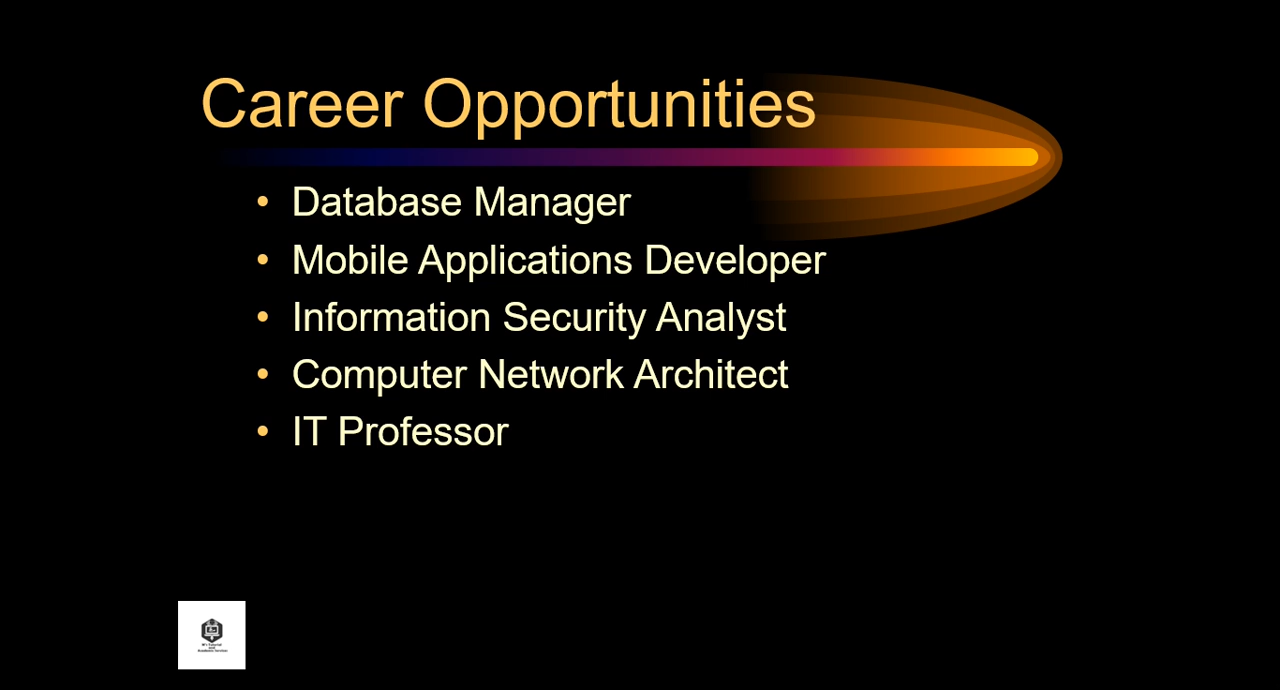 Career Opportunities
• Database Manager
• Mobile Applications Developer
• Information Security Analyst
• Computer Network Architect
• IT Professor